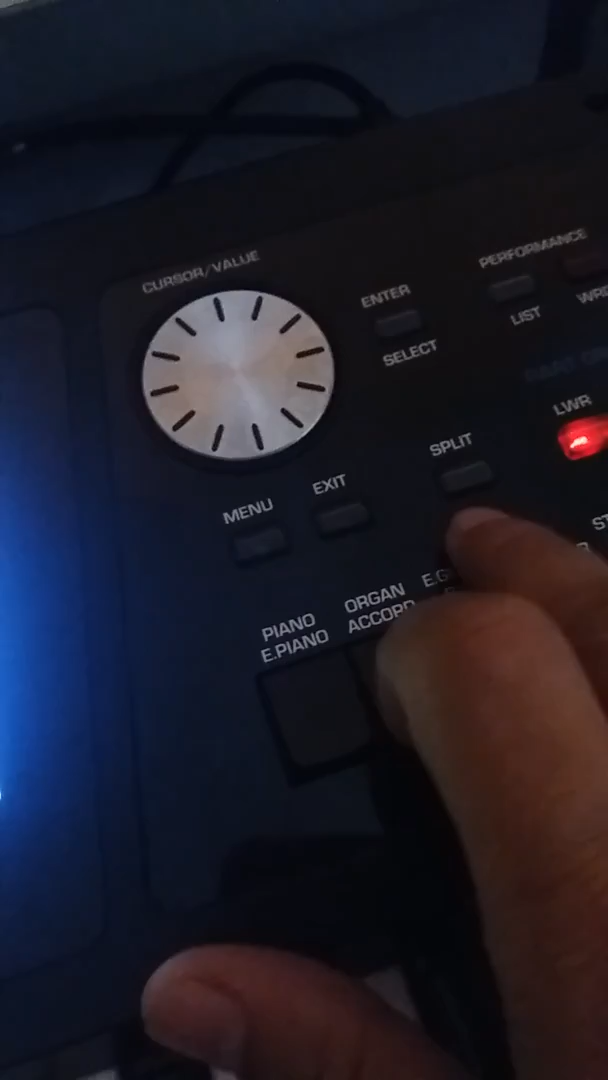 CURSOR/VALUE
PERFORMANCE
ENTER
LIST
SELECT
LWR
SPLIT
EXIT
MENU
ORGAN
ACCORD
PIANO
E.PIANO